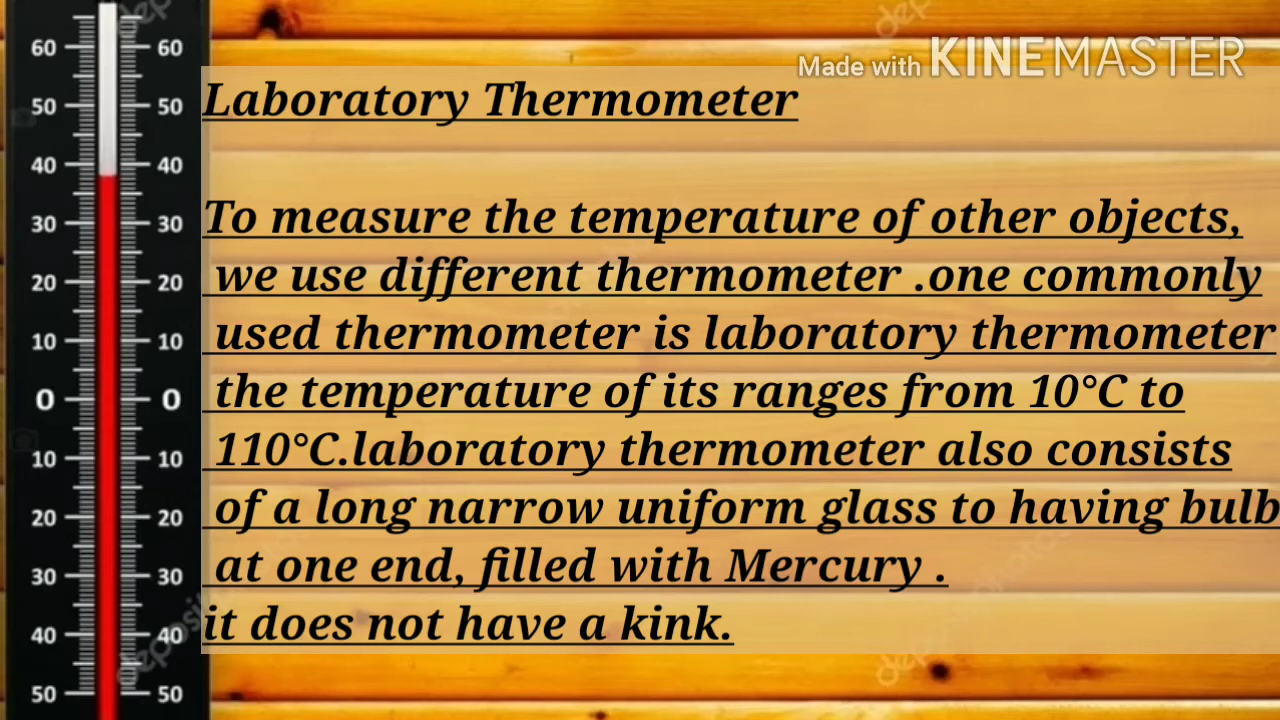 Made with KINEMASTER
60 60
50 50
40 40
30 30
20 20
10 10
0 0
10 10
20 20
30 30
40 40
50 50
Laboratory Thermometer
To measure the temperature of other objects,
we use different thermometer .one commonly
used thermometer is laboratory thermometer
the temperature of its ranges from 10°C to
110°C.laboratory thermometer also consists
of a long narrow uniform glass to having bulb
at one end, filled with Mercury .
it does not have a kink.